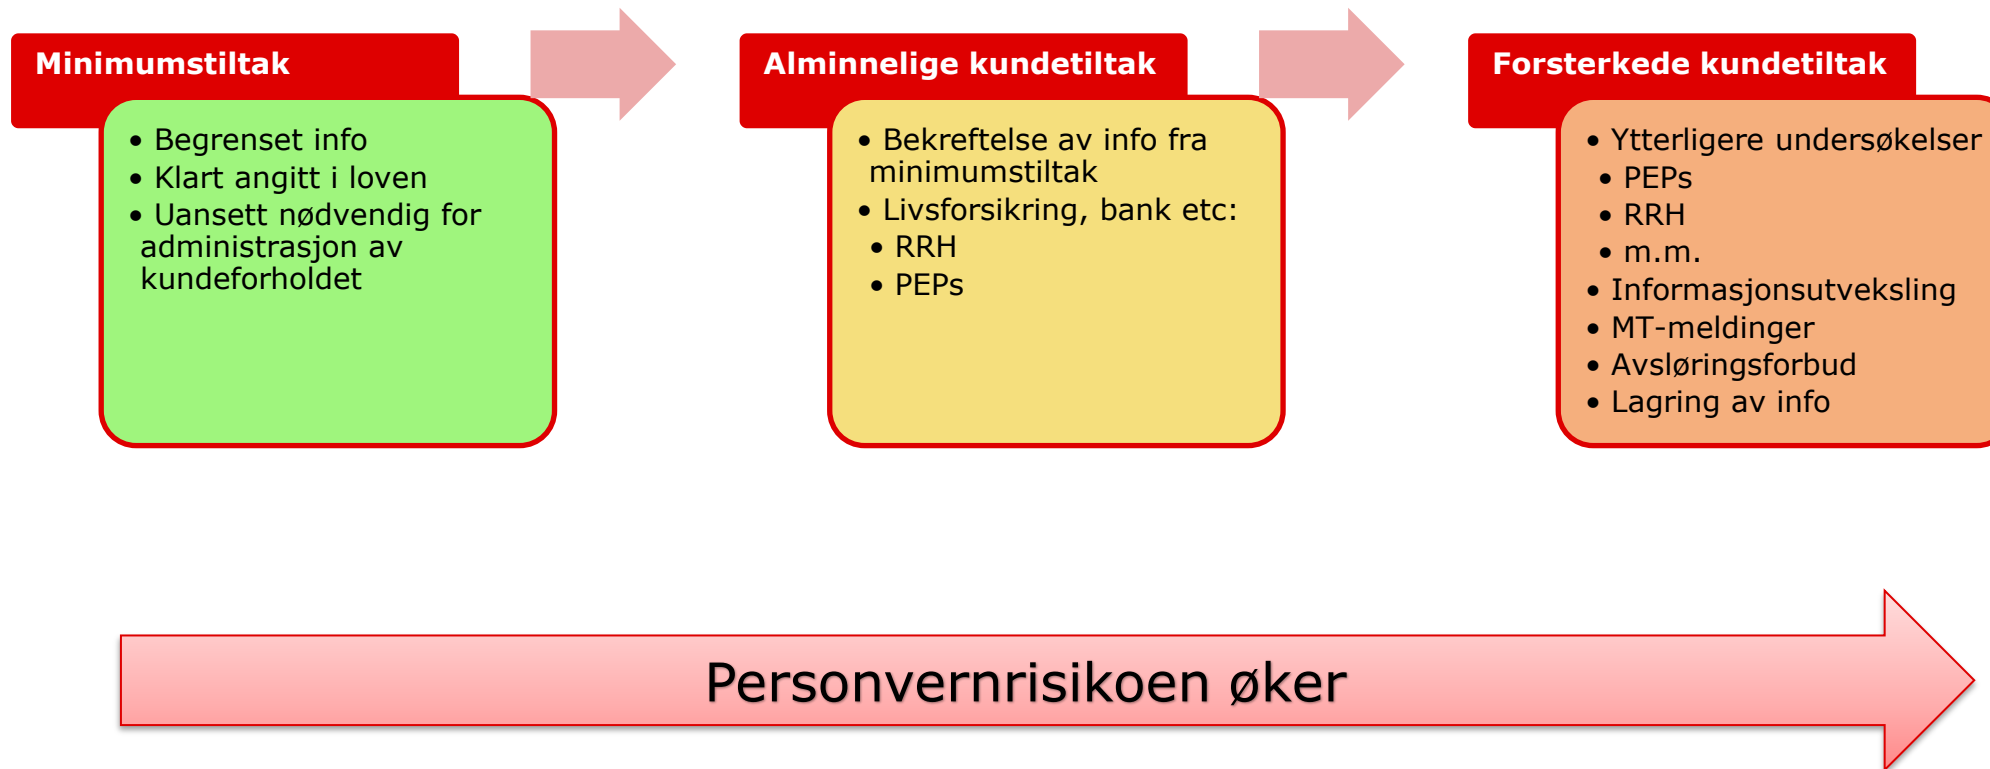 Minimumstiltak
• Begrenset info
• Klart angitt i loven
• Uansett nødvendig for
administrasjon av
kundeforholdet
Alminnelige kundetiltak
• Bekreftelse av info fra
minimumstiltak
• Livsforsikring, bank etc:
• RRH
• PEPs
Forsterkede kundetiltak
• Ytterligere undersøkelser
• PEPs
• RRH
• m.m.
• Informasjonsutveksling
• MT-meldinger
• Avsløringsforbud
• Lagring av info
Personvernrisikoen øker